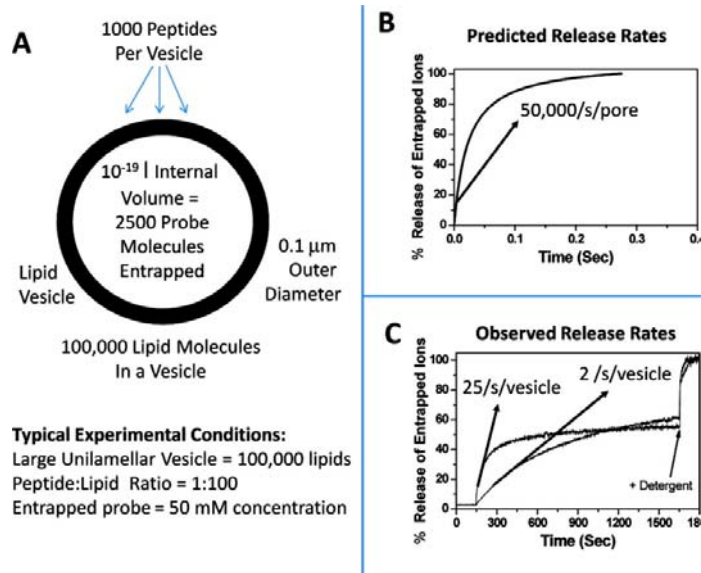 A
1000 Peptides
Per Vesicle
10⁻¹⁹ l Internal
Volume =
2500 Probe
Molecules
Entrapped
Lipid
Vesicle
0.1 μm
Outer
Diameter
100,000 Lipid Molecules
In a Vesicle
Typical Experimental Conditions:
Large Unilamellar Vesicle = 100,000 lipids
Peptide:Lipid Ratio = 1:100
Entrapped probe = 50 mM concentration
B
Predicted Release Rates
% Release of Entrapped Ions
100
80
60
40
20
0
50,000/s/pore
0.0 0.1 0.2 0.3 0.4
Time (Sec)
C
Observed Release Rates
% Release of Entrapped Ions
100
80
60
40
20
0
25/s/vesicle
2 /s/vesicle
+ Detergent
0 300 600 900 1200 1500 1800
Time (Sec)